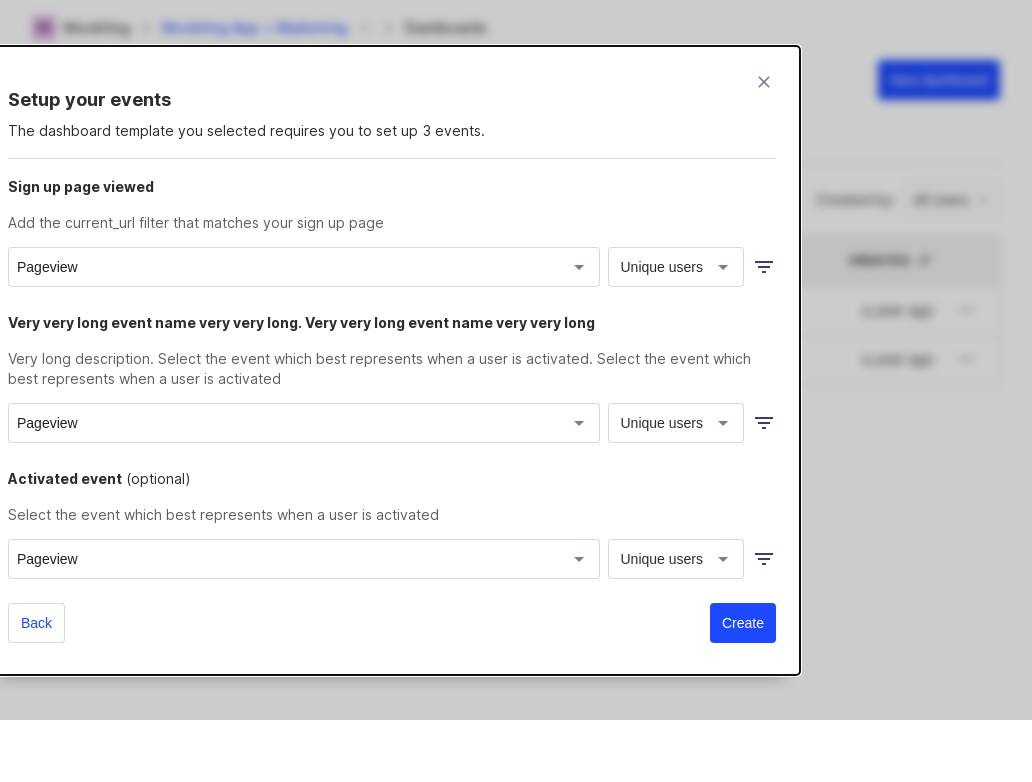 Dashboards
New dashboard
Setup your events
The dashboard template you selected requires you to set up 3 events.
Sign up page viewed
Add the current_url filter that matches your sign up page
Pageview
Unique users
Very very long event name very very long. Very very long event name very very long
Very long description. Select the event which best represents when a user is activated. Select the event which
best represents when a user is activated
Pageview
Unique users
Activated event (optional)
Select the event which best represents when a user is activated
Pageview
Unique users
Back
Create